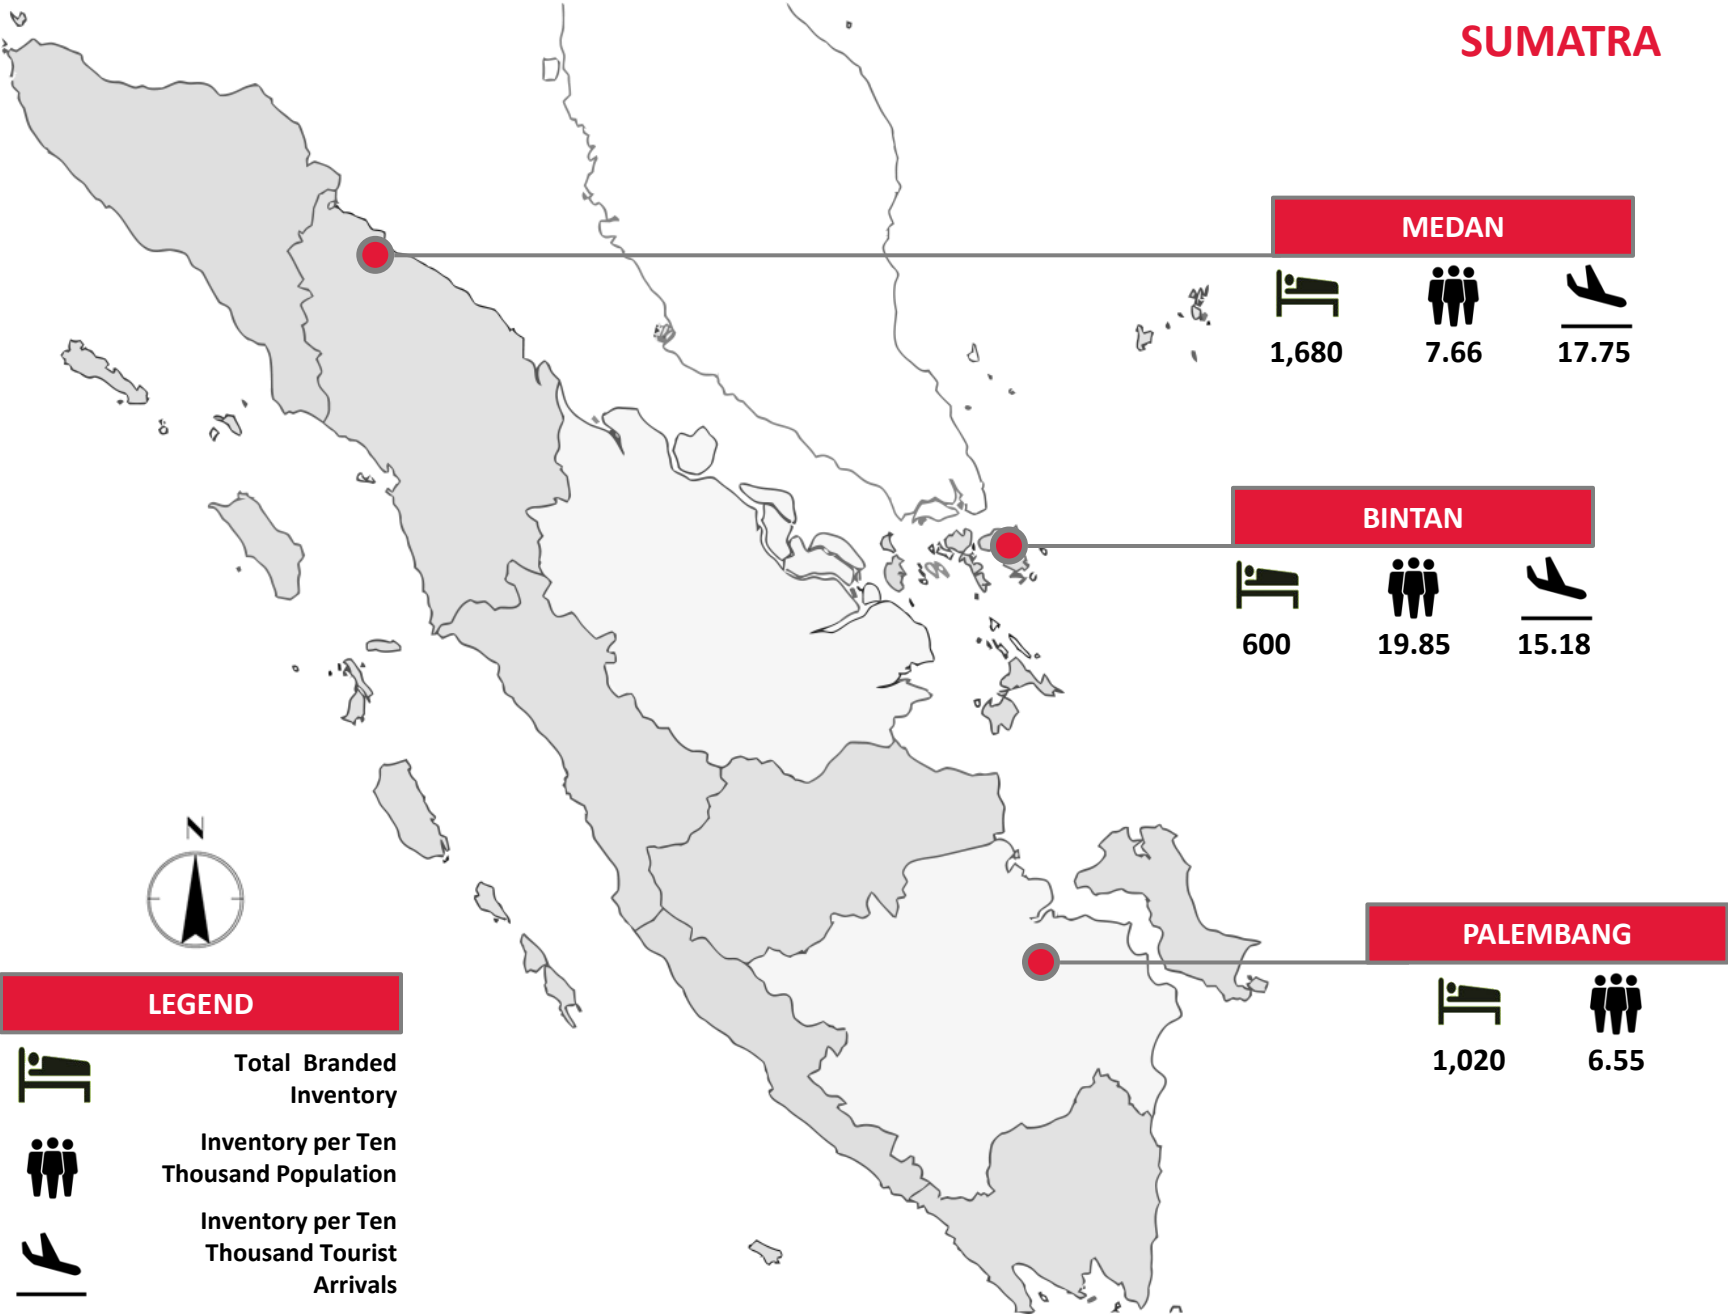 SUMATRA
MEDAN
1,680 7.66 17.75
BINTAN
600 19.85 15.18
N
PALEMBANG
1,020 6.55
LEGEND
Total Branded
Inventory
Inventory per Ten
Thousand Population
Inventory per Ten
Thousand Tourist
Arrivals